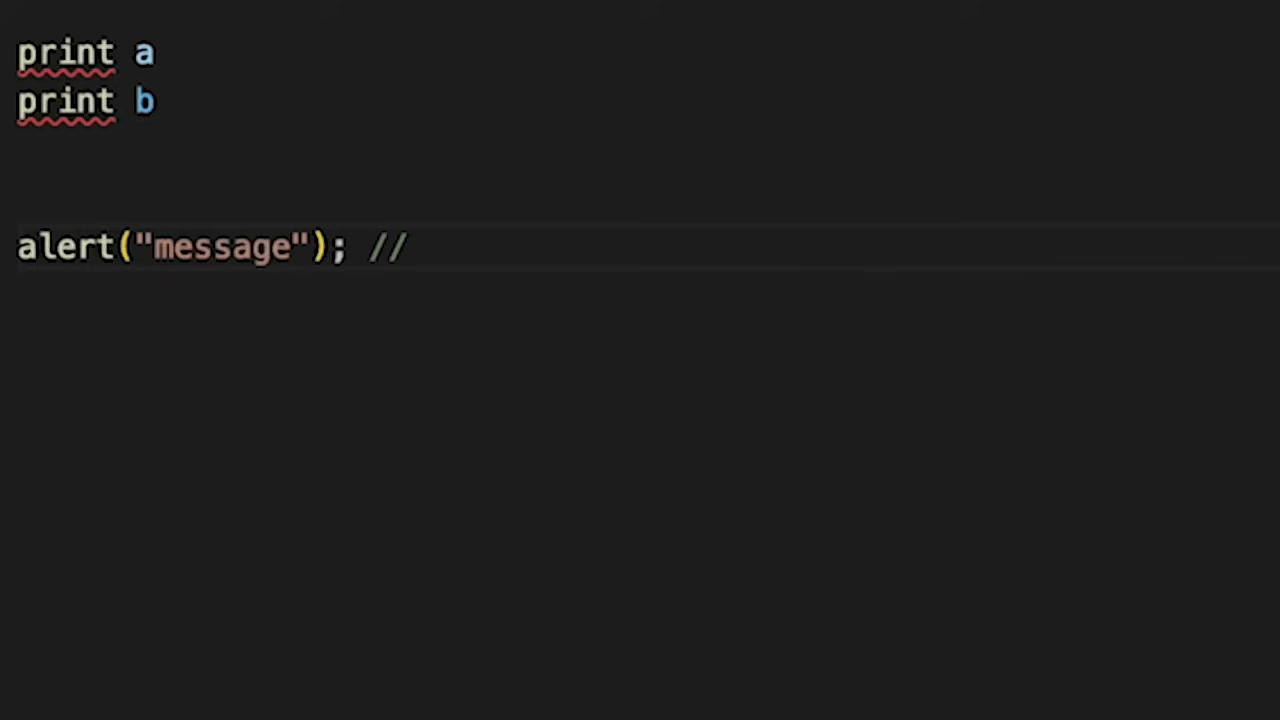 print a
print b
alert("message"); //